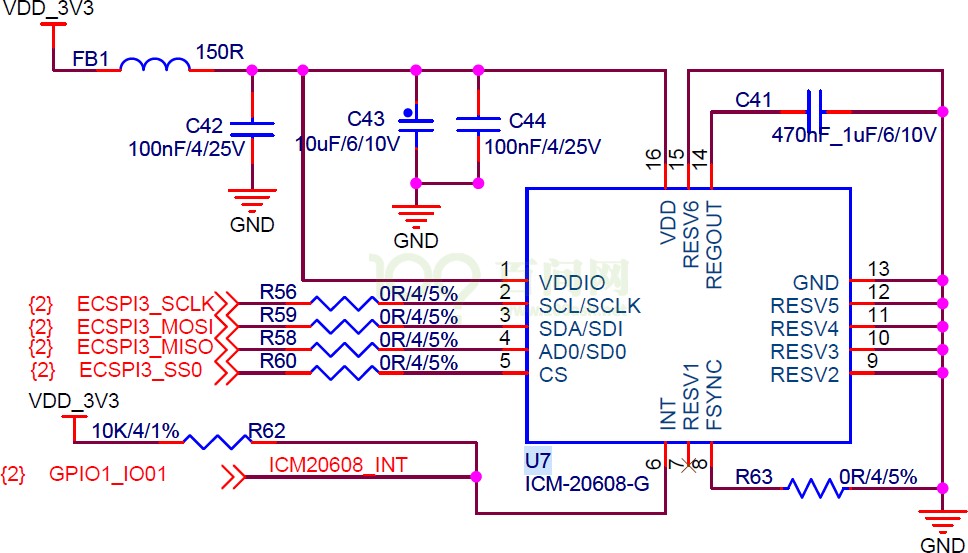 VDD_3V3
FB1
150R
C42
100nF/4/25V
GND
C43
10uF/6/10V
C44
100nF/4/25V
GND
C41
470nF_1uF/6/10V
16
15
14
VDD
RESV6
REGOUT
百问网
{2} ECSPI3_SCLK
R56
0R/4/5%
{2} ECSPI3_MOSI
R59
0R/4/5%
{2} ECSPI3_MISO
R58
0R/4/5%
{2} ECSPI3_SS0
R60
0R/4/5%
1
VDDIO
2
SCL/SCLK
3
SDA/SDI
4
AD0/SD0
5
CS
GND
13
RESV5
12
RESV4
11
RESV3
10
RESV2
9
INT
RESV1
FSYNC
6
7
8
VDD_3V3
10K/4/1%
R62
{2} GPIO1_IO01
ICM20608_INT
U7
ICM-20608-G
R63
0R/4/5%
GND